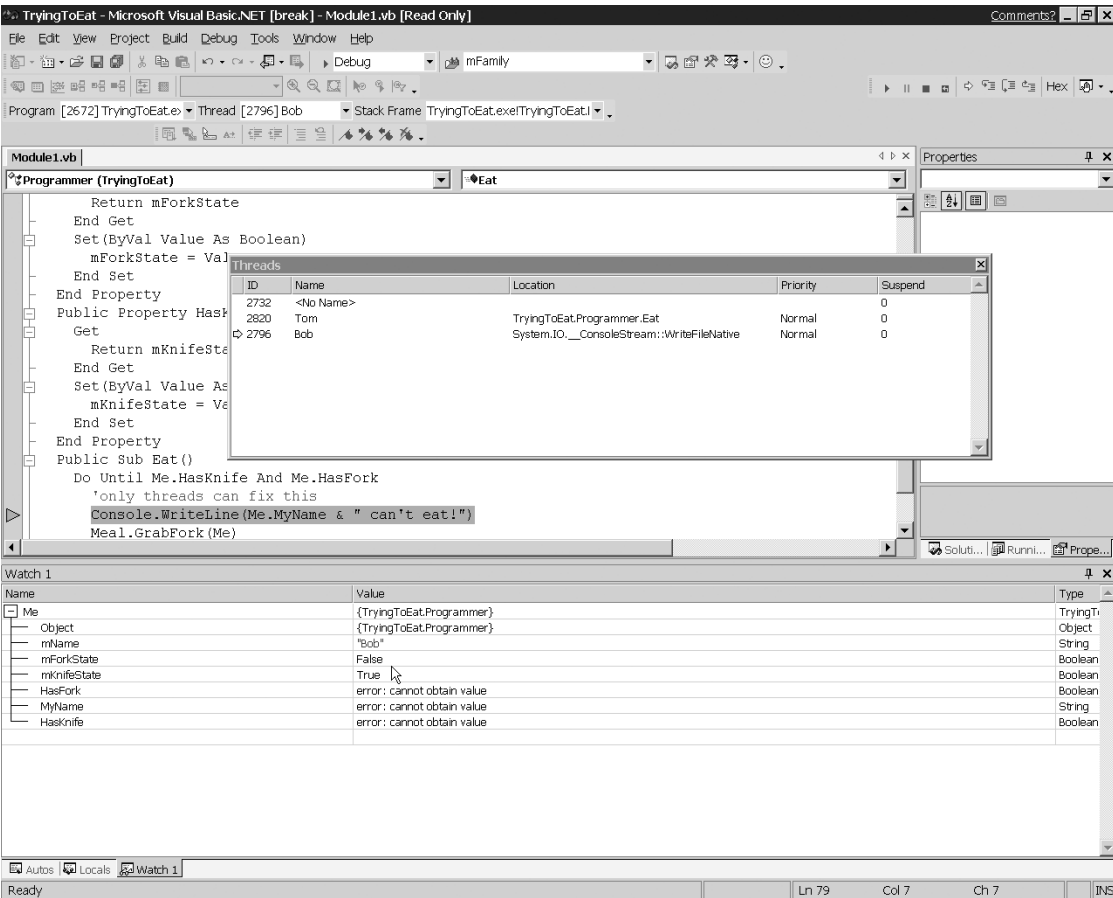 TryingToEat - Microsoft Visual Basic.NET [break] - Module1.vb [Read Only]
Comments?
File Edit View Project Build Debug Tools Window Help
Debug
mFamily
Hex
Program [2672] TryingToEat.ex Thread [2796] Bob Stack Frame TryingToEat.exe!TryingToEat.
Module1.vb
Properties
Programmer (TryingToEat)
Eat
Return mForkState
End Get
Set(ByVal Value As Boolean)
mForkState = Val
End Set
End Property
Public Property Has
Get
Return mKnifeSta
End Get
Set(ByVal Value As
mKnifeState = Va
End Set
End Property
Public Sub Eat()
Do Until Me.HasKnife And Me.HasFork
'only threads can fix this
Console.WriteLine(Me.MyName & " can't eat!")
Meal.GrabFork(Me)
Threads
ID Name Location Priority Suspend
2732 <No Name> 0
2820 Tom TryingToEat.Programmer.Eat Normal 0
2796 Bob System.IO.__ConsoleStream::WriteFileNative Normal 0
Soluti... Runni... Prope...
Watch 1
Name Value Type
Me {TryingToEat.Programmer} TryingTo
Object {TryingToEat.Programmer} Object
mName "Bob" String
mForkState False Boolean
mKnifeState True Boolean
HasFork error: cannot obtain value Boolean
MyName error: cannot obtain value String
HasKnife error: cannot obtain value Boolean
Autos Locals Watch 1
Ready Ln 79 Col 7 Ch 7 INS